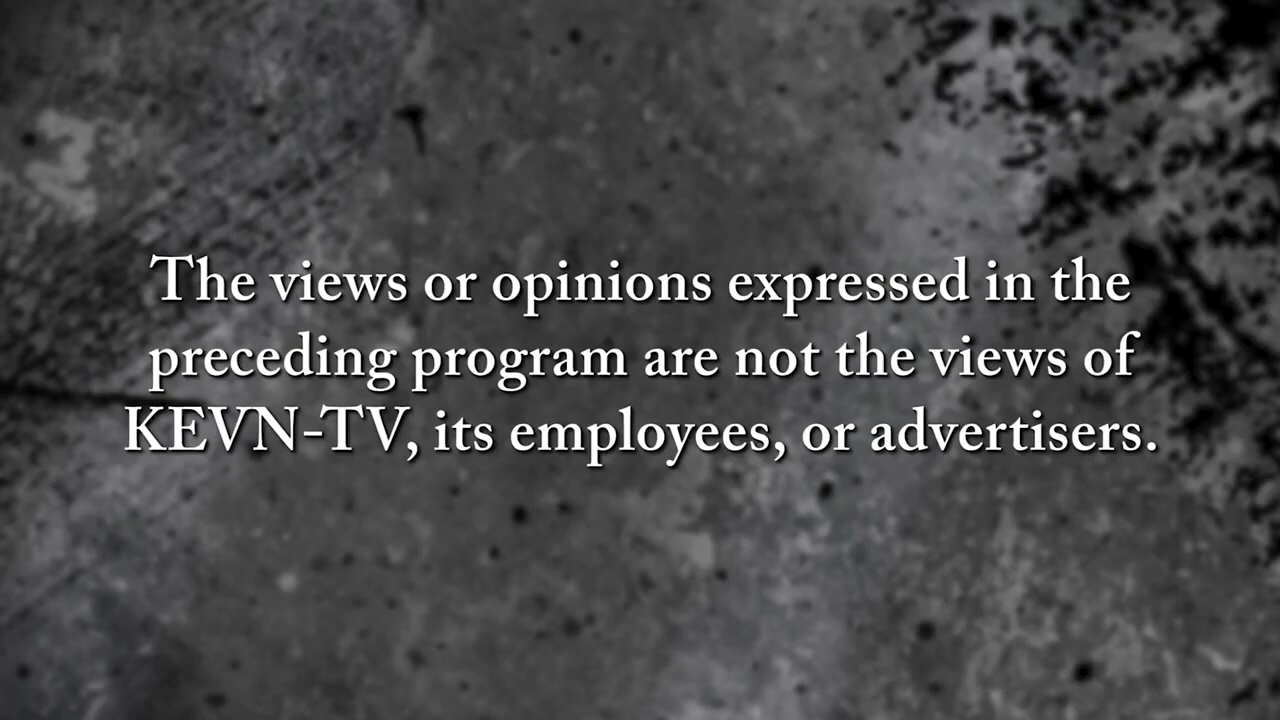 The views or opinions expressed in the
preceding program are not the views of
KEVN-TV, its employees, or advertisers.